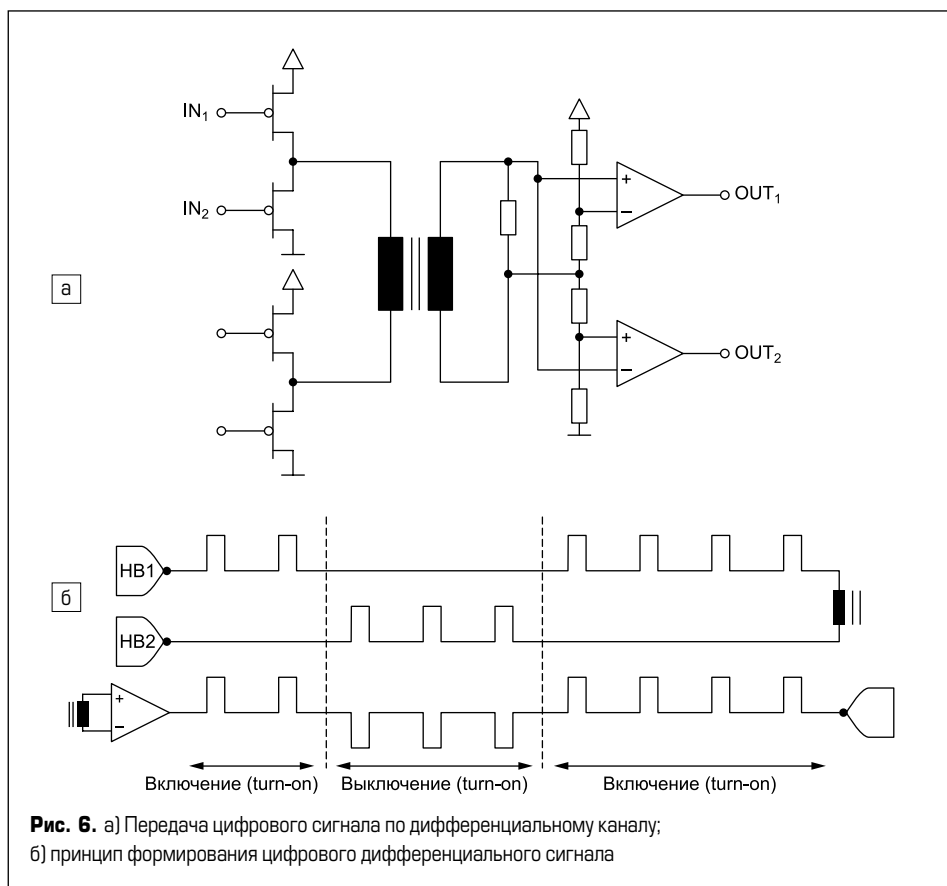 IN₁
+
−
OUT₁
IN₂
а
+
−
OUT₂
HB1
б
HB2
+
−
Включение (turn-on) Выключение (turn-on) Включение (turn-on)
Рис. 6. а) Передача цифрового сигнала по дифференциальному каналу;
б) принцип формирования цифрового дифференциального сигнала